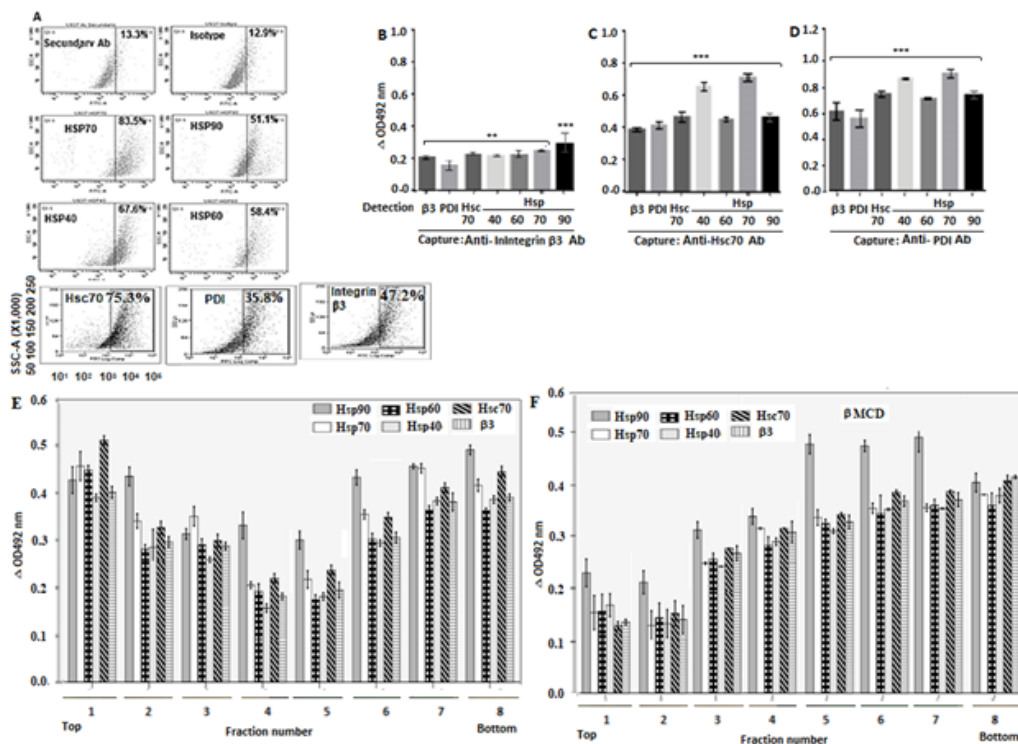 A
Secundarv Ab 13.3%
Isotype 12.9%
HSP70 83.5%
HSP90 51.1%
HSP40 67.6%
HSP60 58.4%
Hsc70 75.3%
PDI 35.8%
Integrin β3 47.2%
SSC-A (X1,000)
50 100 150 200 250
10¹ 10² 10³ 10⁴ 10⁶
B
Δ OD492 nm
1.0
0.8
0.6
0.4
0.2
0.0
** ***
β3 PDI Hsc Hsp
Detection 70 40 60 70 90
Capture: Anti-InIntegrin β3 Ab
C
1.0
0.8
0.6
0.4
0.2
0.0
***
β3 PDI Hsc Hsp
70 40 60 70 90
Capture: Anti-Hsc70 Ab
D
1.2
1.0
0.8
0.6
0.4
0.2
0.0
***
β3 PDI Hsc Hsp
70 40 60 70 90
Capture: Anti- PDI Ab
E
Hsp90 Hsp60 Hsc70
Hsp70 Hsp40 β3
Δ OD492 nm
0.6
0.5
0.4
0.3
0.2
0.1
0.0.
1 2 3 4 5 6 7 8
Top Fraction number Bottom
F
Hsp90 Hsp60 Hsc70
Hsp70 Hsp40 β3
β MCD
Δ OD492 nm
0.6
0.5
0.4
0.3
0.2
0.1
0.0
1 2 3 4 5 6 7 8
Top Fraction number Bottom